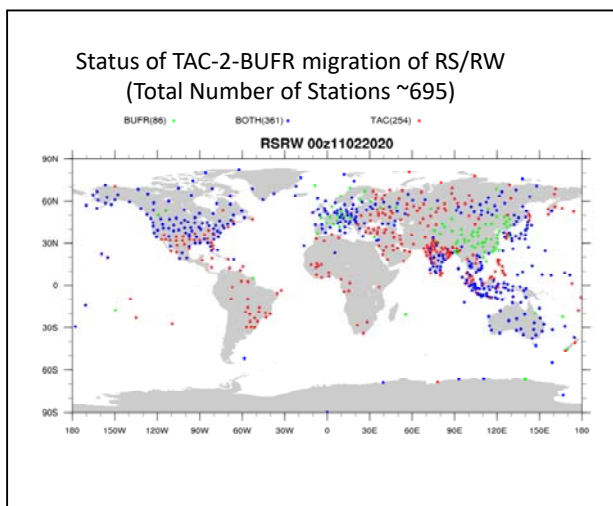 Status of TAC-2-BUFR migration of RS/RW
(Total Number of Stations ~695)
BUFR(86) BOTH(361) TAC(254)
RSRW 00z11022020
90N
60N
30N
0
30S
60S
90S
180 150W 120W 90W 60W 30W 0 30E 60E 90E 120E 150E 180